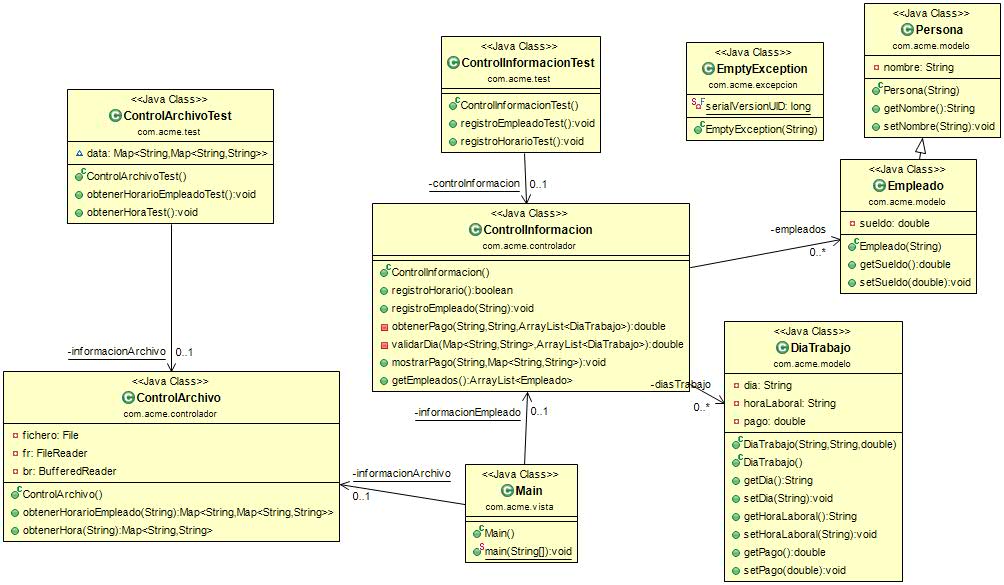 <<Java Class>>
Persona
com.acme.modelo
nombre: String
Persona(String)
getNombre():String
setNombre(String):void
<<Java Class>>
ControlInformacionTest
com.acme.test
ControlInformacionTest()
registroEmpleadoTest():void
registroHorarioTest():void
<<Java Class>>
EmptyException
com.acme.excepcion
serialVersionUID: long
EmptyException(String)
<<Java Class>>
ControlArchivoTest
com.acme.test
data: Map<String,Map<String,String>>
ControlArchivoTest()
obtenerHorarioEmpleadoTest():void
obtenerHoraTest():void
<<Java Class>>
Empleado
com.acme.modelo
sueldo: double
Empleado(String)
getSueldo():double
setSueldo(double):void
-controInformacion
0..1
<<Java Class>>
ControlInformacion
com.acme.controlador
ControlInformacion()
registroHorario():boolean
registroEmpleado(String):void
obtenerPago(String,String,ArrayList<DiaTrabajo>):double
validarDia(Map<String,String>,ArrayList<DiaTrabajo>):double
mostrarPago(String,Map<String,String>):void
getEmpleados():ArrayList<Empleado>
-empleados
0..*
-diasTrabajo
0..*
<<Java Class>>
DiaTrabajo
com.acme.modelo
dia: String
horaLaboral: String
pago: double
DiaTrabajo(String,String,double)
DiaTrabajo()
getDia():String
setDia(String):void
getHoraLaboral():String
setHoraLaboral(String):void
getPago():double
setPago(double):void
-informacionArchivo
0..1
<<Java Class>>
ControlArchivo
com.acme.controlador
fichero: File
fr: FileReader
br: BufferedReader
ControlArchivo()
obtenerHorarioEmpleado(String):Map<String,Map<String,String>>
obtenerHora(String):Map<String,String>
-informacionEmpleado
0..1
-informacionArchivo
0..1
<<Java Class>>
Main
com.acme.vista
Main()
main(String[]):void